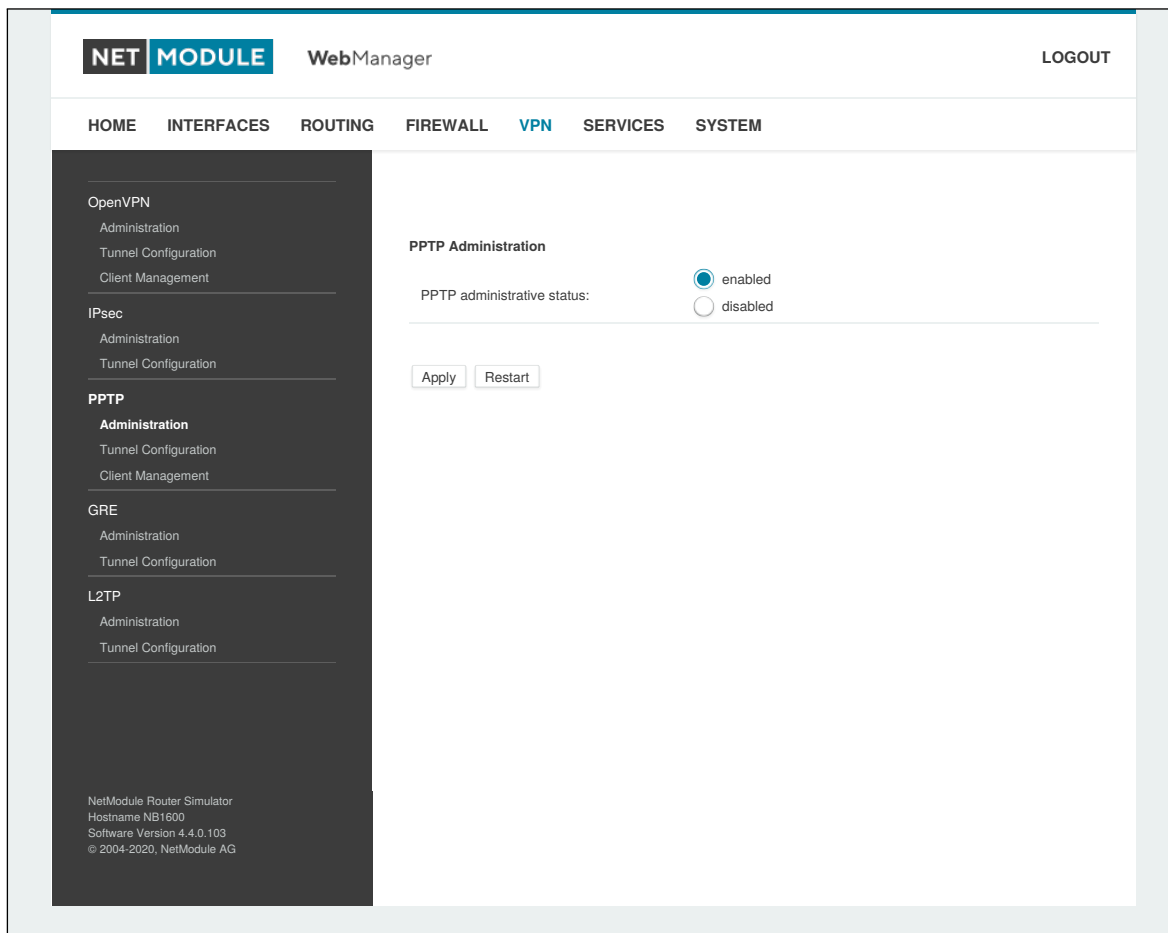 NET MODULE WebManager LOGOUT
HOME INTERFACES ROUTING FIREWALL VPN SERVICES SYSTEM
OpenVPN
Administration
Tunnel Configuration
Client Management
IPsec
Administration
Tunnel Configuration
PPTP
Administration
Tunnel Configuration
Client Management
GRE
Administration
Tunnel Configuration
L2TP
Administration
Tunnel Configuration
NetModule Router Simulator
Hostname NB1600
Software Version 4.4.0.103
© 2004-2020, NetModule AG
PPTP Administration
PPTP administrative status:
enabled
disabled
Apply Restart